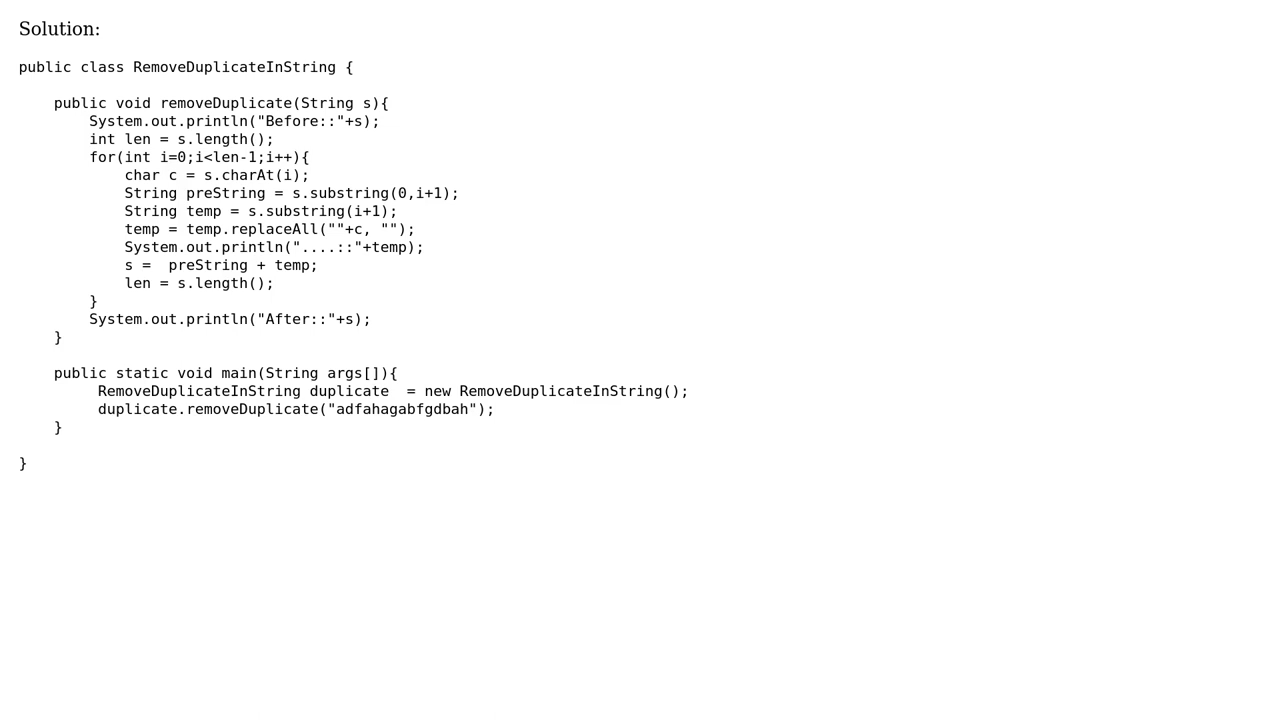 Solution:
public class RemoveDuplicateInString {
    public void removeDuplicate(String s){
        System.out.println("Before::"+s);
        int len = s.length();
        for(int i=0;i<len-1;i++){
            char c = s.charAt(i);
            String preString = s.substring(0,i+1);
            String temp = s.substring(i+1);
            temp = temp.replaceAll(""+c, "");
            System.out.println("....::"+temp);
            s =  preString + temp;
            len = s.length();
        }
        System.out.println("After::"+s);
    }
    public static void main(String args[]){
         RemoveDuplicateInString duplicate  = new RemoveDuplicateInString();
         duplicate.removeDuplicate("adfahagabfgdbah");
    }
}